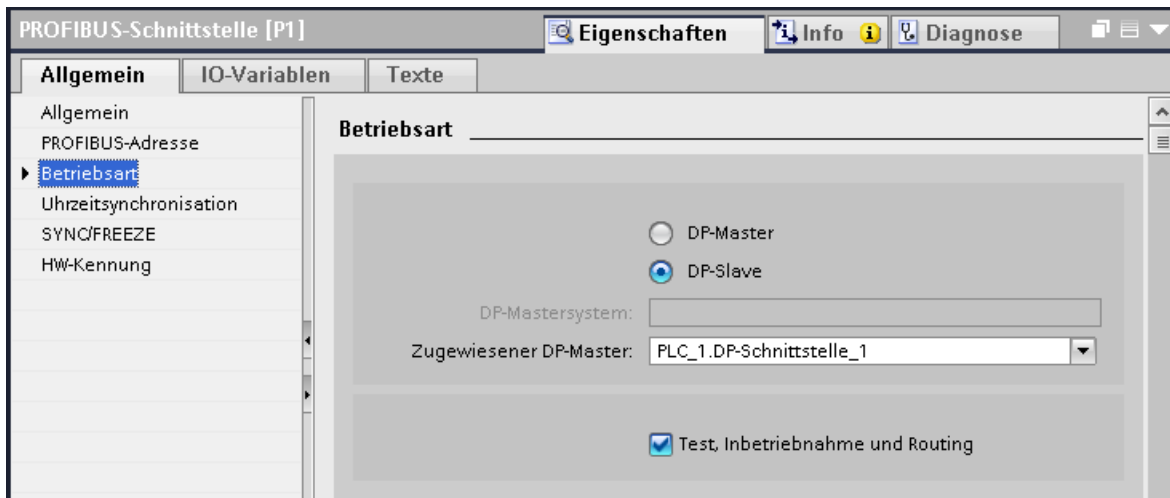 PROFIBUS-Schnittstelle [P1]
Eigenschaften
Info
Diagnose
Allgemein
IO-Variablen
Texte
Allgemein
PROFIBUS-Adresse
Betriebsart
Uhrzeitsynchronisation
SYNC/FREEZE
HW-Kennung
Betriebsart
DP-Master
DP-Slave
DP-Mastersystem:
Zugewiesener DP-Master: PLC_1.DP-Schnittstelle_1
Test, Inbetriebnahme und Routing